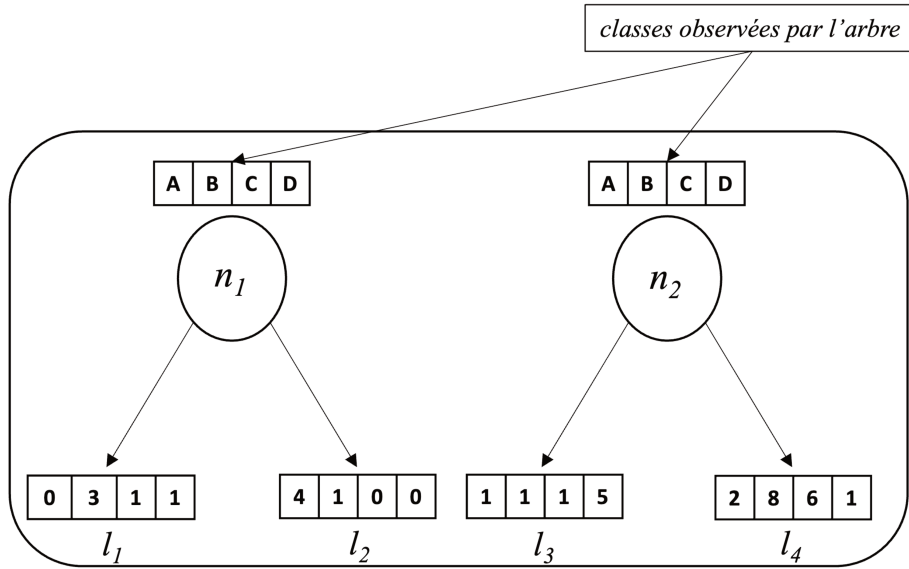 classes observées par l'arbre
A B C D
A B C D
n1
n2
0 3 1 1
4 1 0 0
1 1 1 5
2 8 6 1
l1
l2
l3
l4